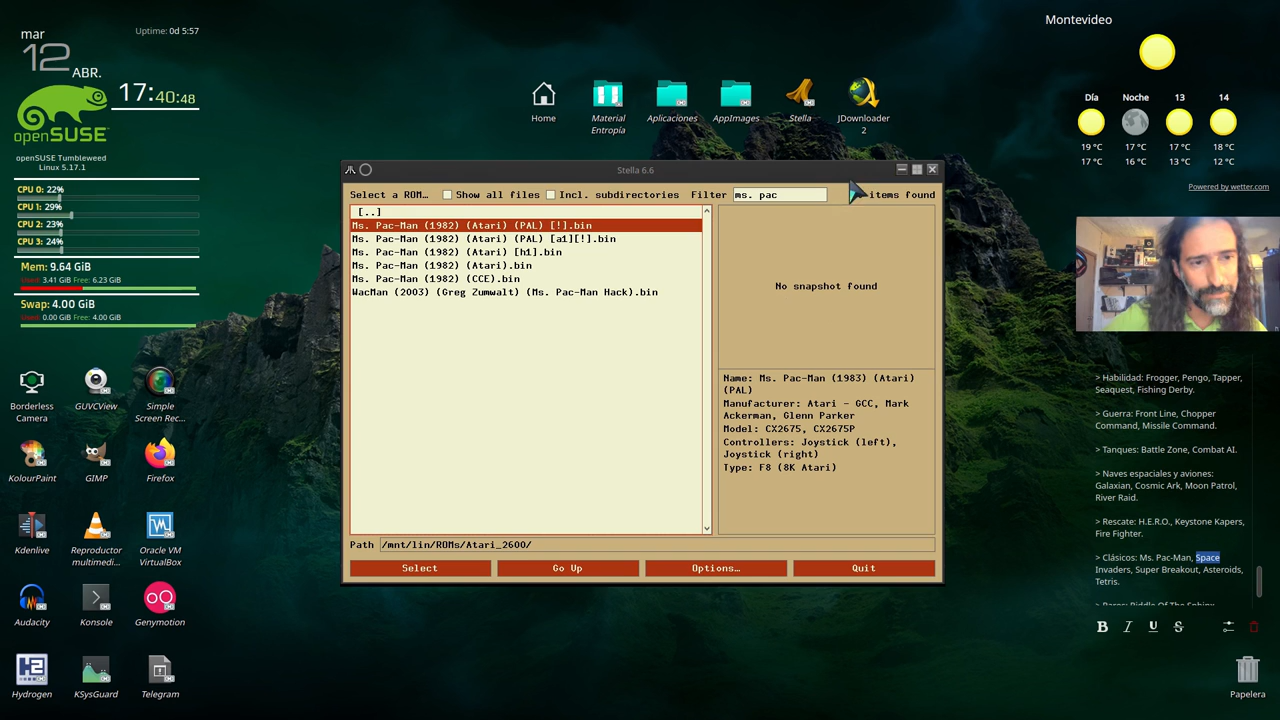 mar
12
ABR.
Uptime: 0d 5:57
17:40:48
openSUSE
openSUSE Tumbleweed
Linux 5.17.1
CPU 0: 22%
CPU 1: 29%
CPU 2: 23%
CPU 3: 24%
Mem: 9.64 GiB
Used: 3.41 GiB Free: 6.23 GiB
Swap: 4.00 GiB
Used: 0.00 GiB Free: 4.00 GiB
Borderless
Camera
GUVCView
Simple
Screen Rec...
KolourPaint
GIMP
Firefox
Kdenlive
Reproductor
multimedi...
Oracle VM
VirtualBox
Audacity
Konsole
Genymotion
Hydrogen
KSysGuard
Telegram
Home
Material
Entropía
Aplicaciones
AppImages
Stella
JDownloader
2
Stella 6.6
Select a ROM… Show all files Incl. subdirectories Filter ms. pac items found
[..]
Ms. Pac-Man (1982) (Atari) (PAL) [!].bin
Ms. Pac-Man (1982) (Atari) (PAL) [a1][!].bin
Ms. Pac-Man (1982) (Atari) [h1].bin
Ms. Pac-Man (1982) (Atari).bin
Ms. Pac-Man (1982) (CCE).bin
WacMan (2003) (Greg Zumwalt) (Ms. Pac-Man Hack).bin
No snapshot found
Name: Ms. Pac-Man (1983) (Atari)
(PAL)
Manufacturer: Atari - GCC, Mark
Ackerman, Glenn Parker
Model: CX2675, CX2675P
Controllers: Joystick (left),
Joystick (right)
Type: F8 (8K Atari)
Path /mnt/lin/ROMs/Atari_2600/
Select Go Up Options… Quit
Montevideo
Día Noche 13 14
19 °C 17 °C 17 °C 18 °C
17 °C 16 °C 13 °C 12 °C
Powered by wetter.com
> Habilidad: Frogger, Pengo, Tapper,
Seaquest, Fishing Derby.
> Guerra: Front Line, Chopper
Command, Missile Command.
> Tanques: Battle Zone, Combat AI.
> Naves espaciales y aviones:
Galaxian, Cosmic Ark, Moon Patrol,
River Raid.
> Rescate: H.E.R.O., Keystone Kapers,
Fire Fighter.
> Clásicos: Ms. Pac-Man, Space
Invaders, Super Breakout, Asteroids,
Tetris.
B I U S
Papelera